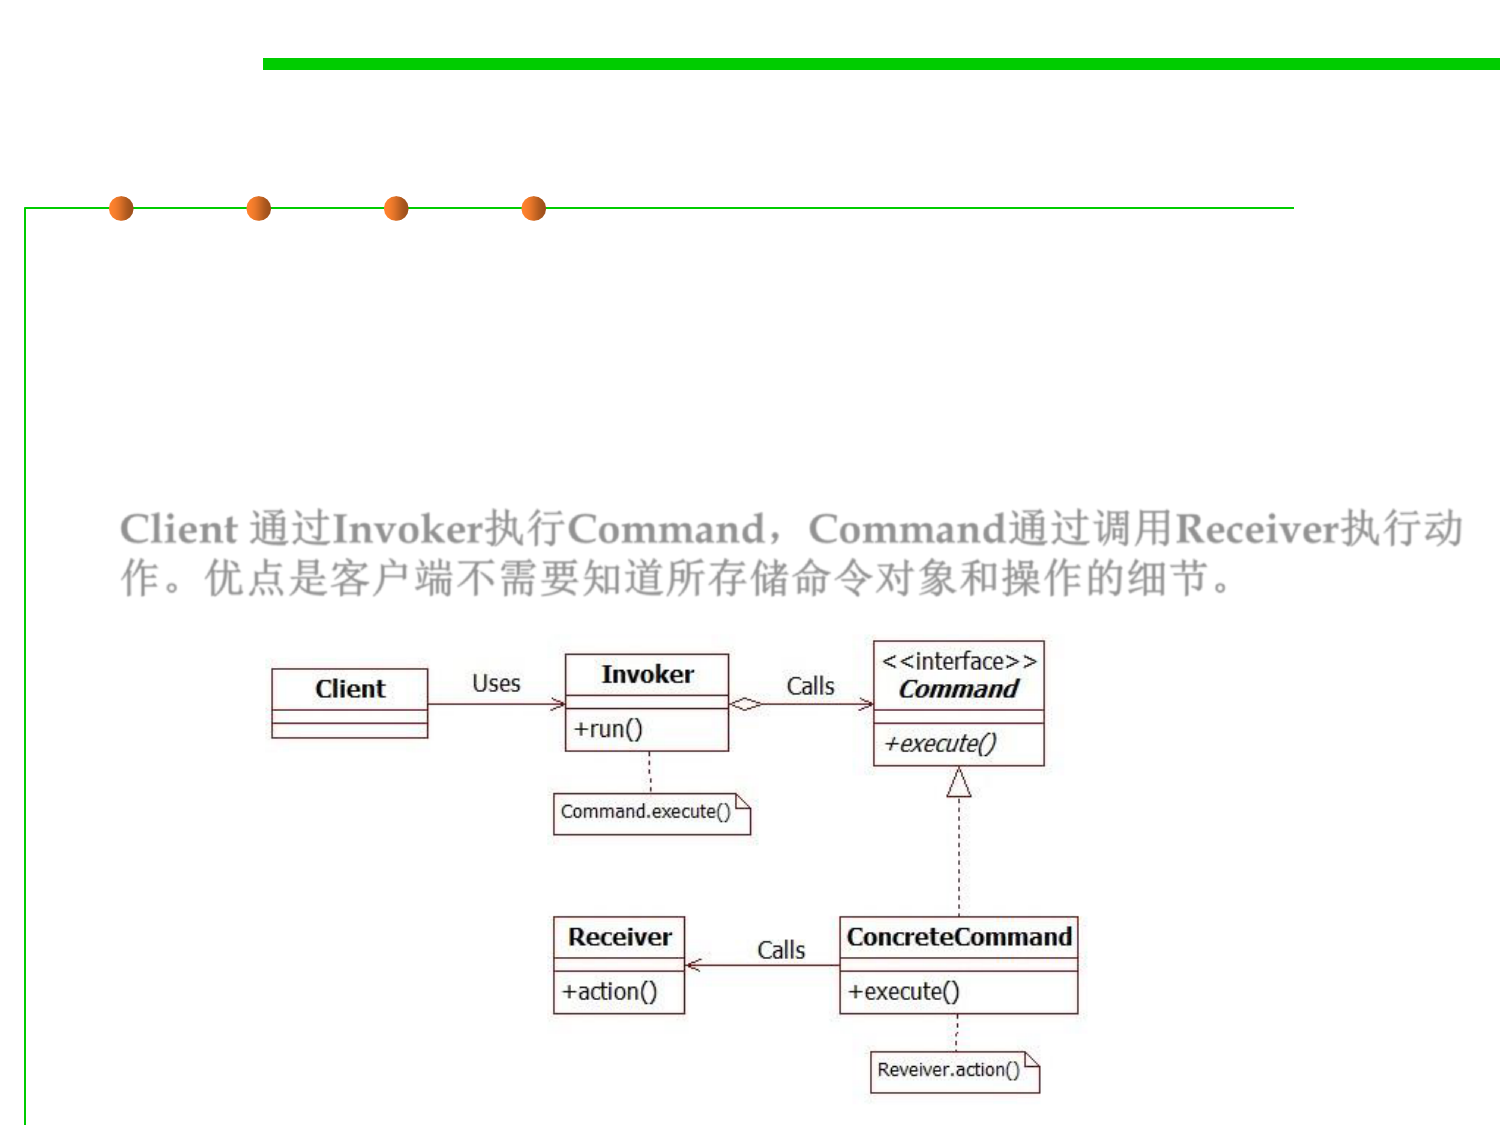 Client 通过Invoker执行Command，Command通过调用Receiver执行动
作。优点是客户端不需要知道所存储命令对象和操作的细节。
<<interface>>
Client
Uses
Invoker
Calls
Command
+run()
+execute()
Command.execute()
Receiver
Calls
ConcreteCommand
+action()
+execute()
Reveiver.action()